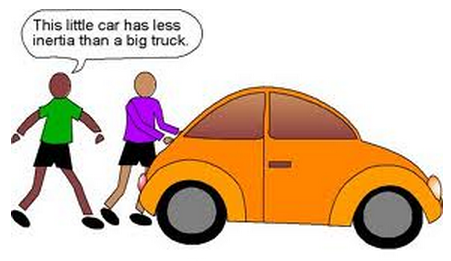 This little car has less
inertia than a big truck.